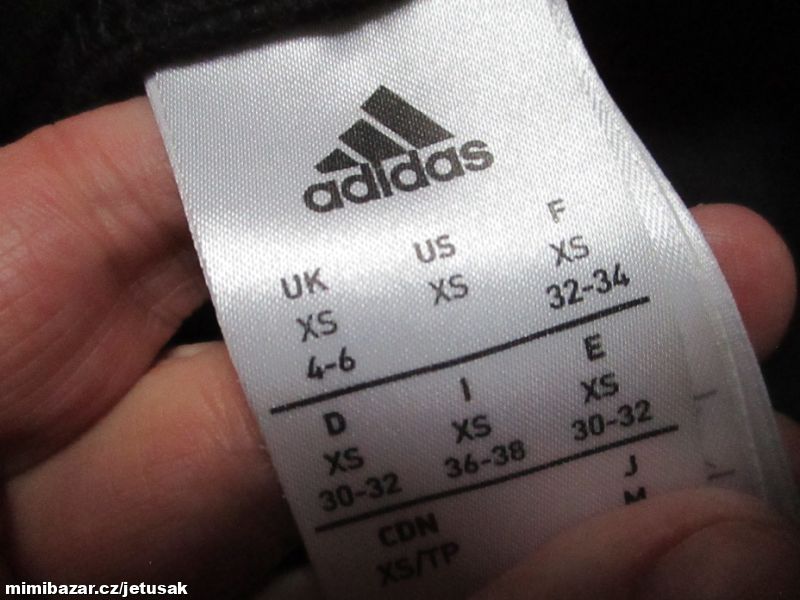 adidas
UK US F
XS XS XS
4-6 32-34
D I E
XS XS XS
30-32 36-38 30-32
CDN J
XS/TP M
mimibazar.cz/jetusak